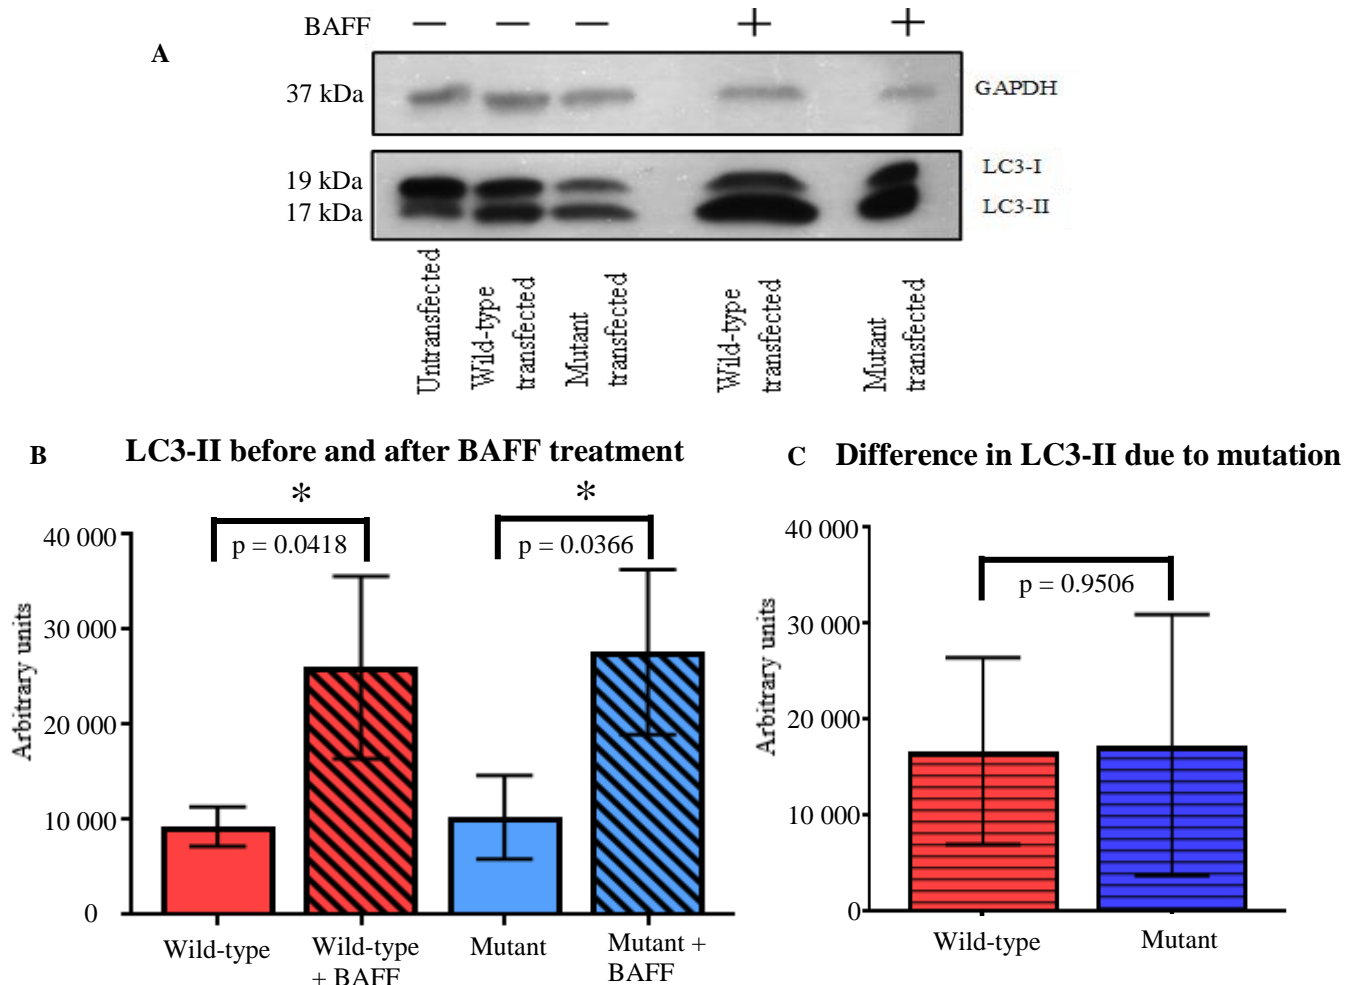 BAFF — — — + +
A
37 kDa
GAPDH
19 kDa
LC3-I
17 kDa
LC3-II
Untransfected
Wild-type
transfected
Mutant
transfected
Wild-type
transfected
Mutant
transfected
B
LC3-II before and after BAFF treatment
*
*
p = 0.0418
p = 0.0366
Arbitrary units
40 000
30 000
20 000
10 000
0
Wild-type
Wild-type
+ BAFF
Mutant
Mutant +
BAFF
C
Difference in LC3-II due to mutation
p = 0.9506
Arbitrary units
40 000
30 000
20 000
10 000
0
Wild-type
Mutant